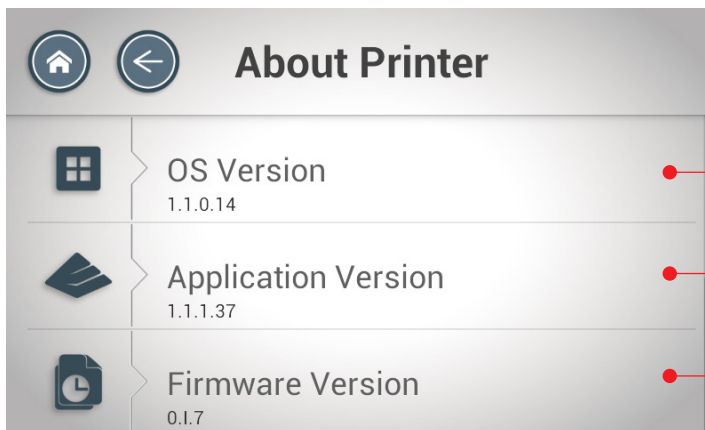 About Printer
OS Version
1.1.0.14
Application Version
1.1.1.37
Firmware Version
0.I.7